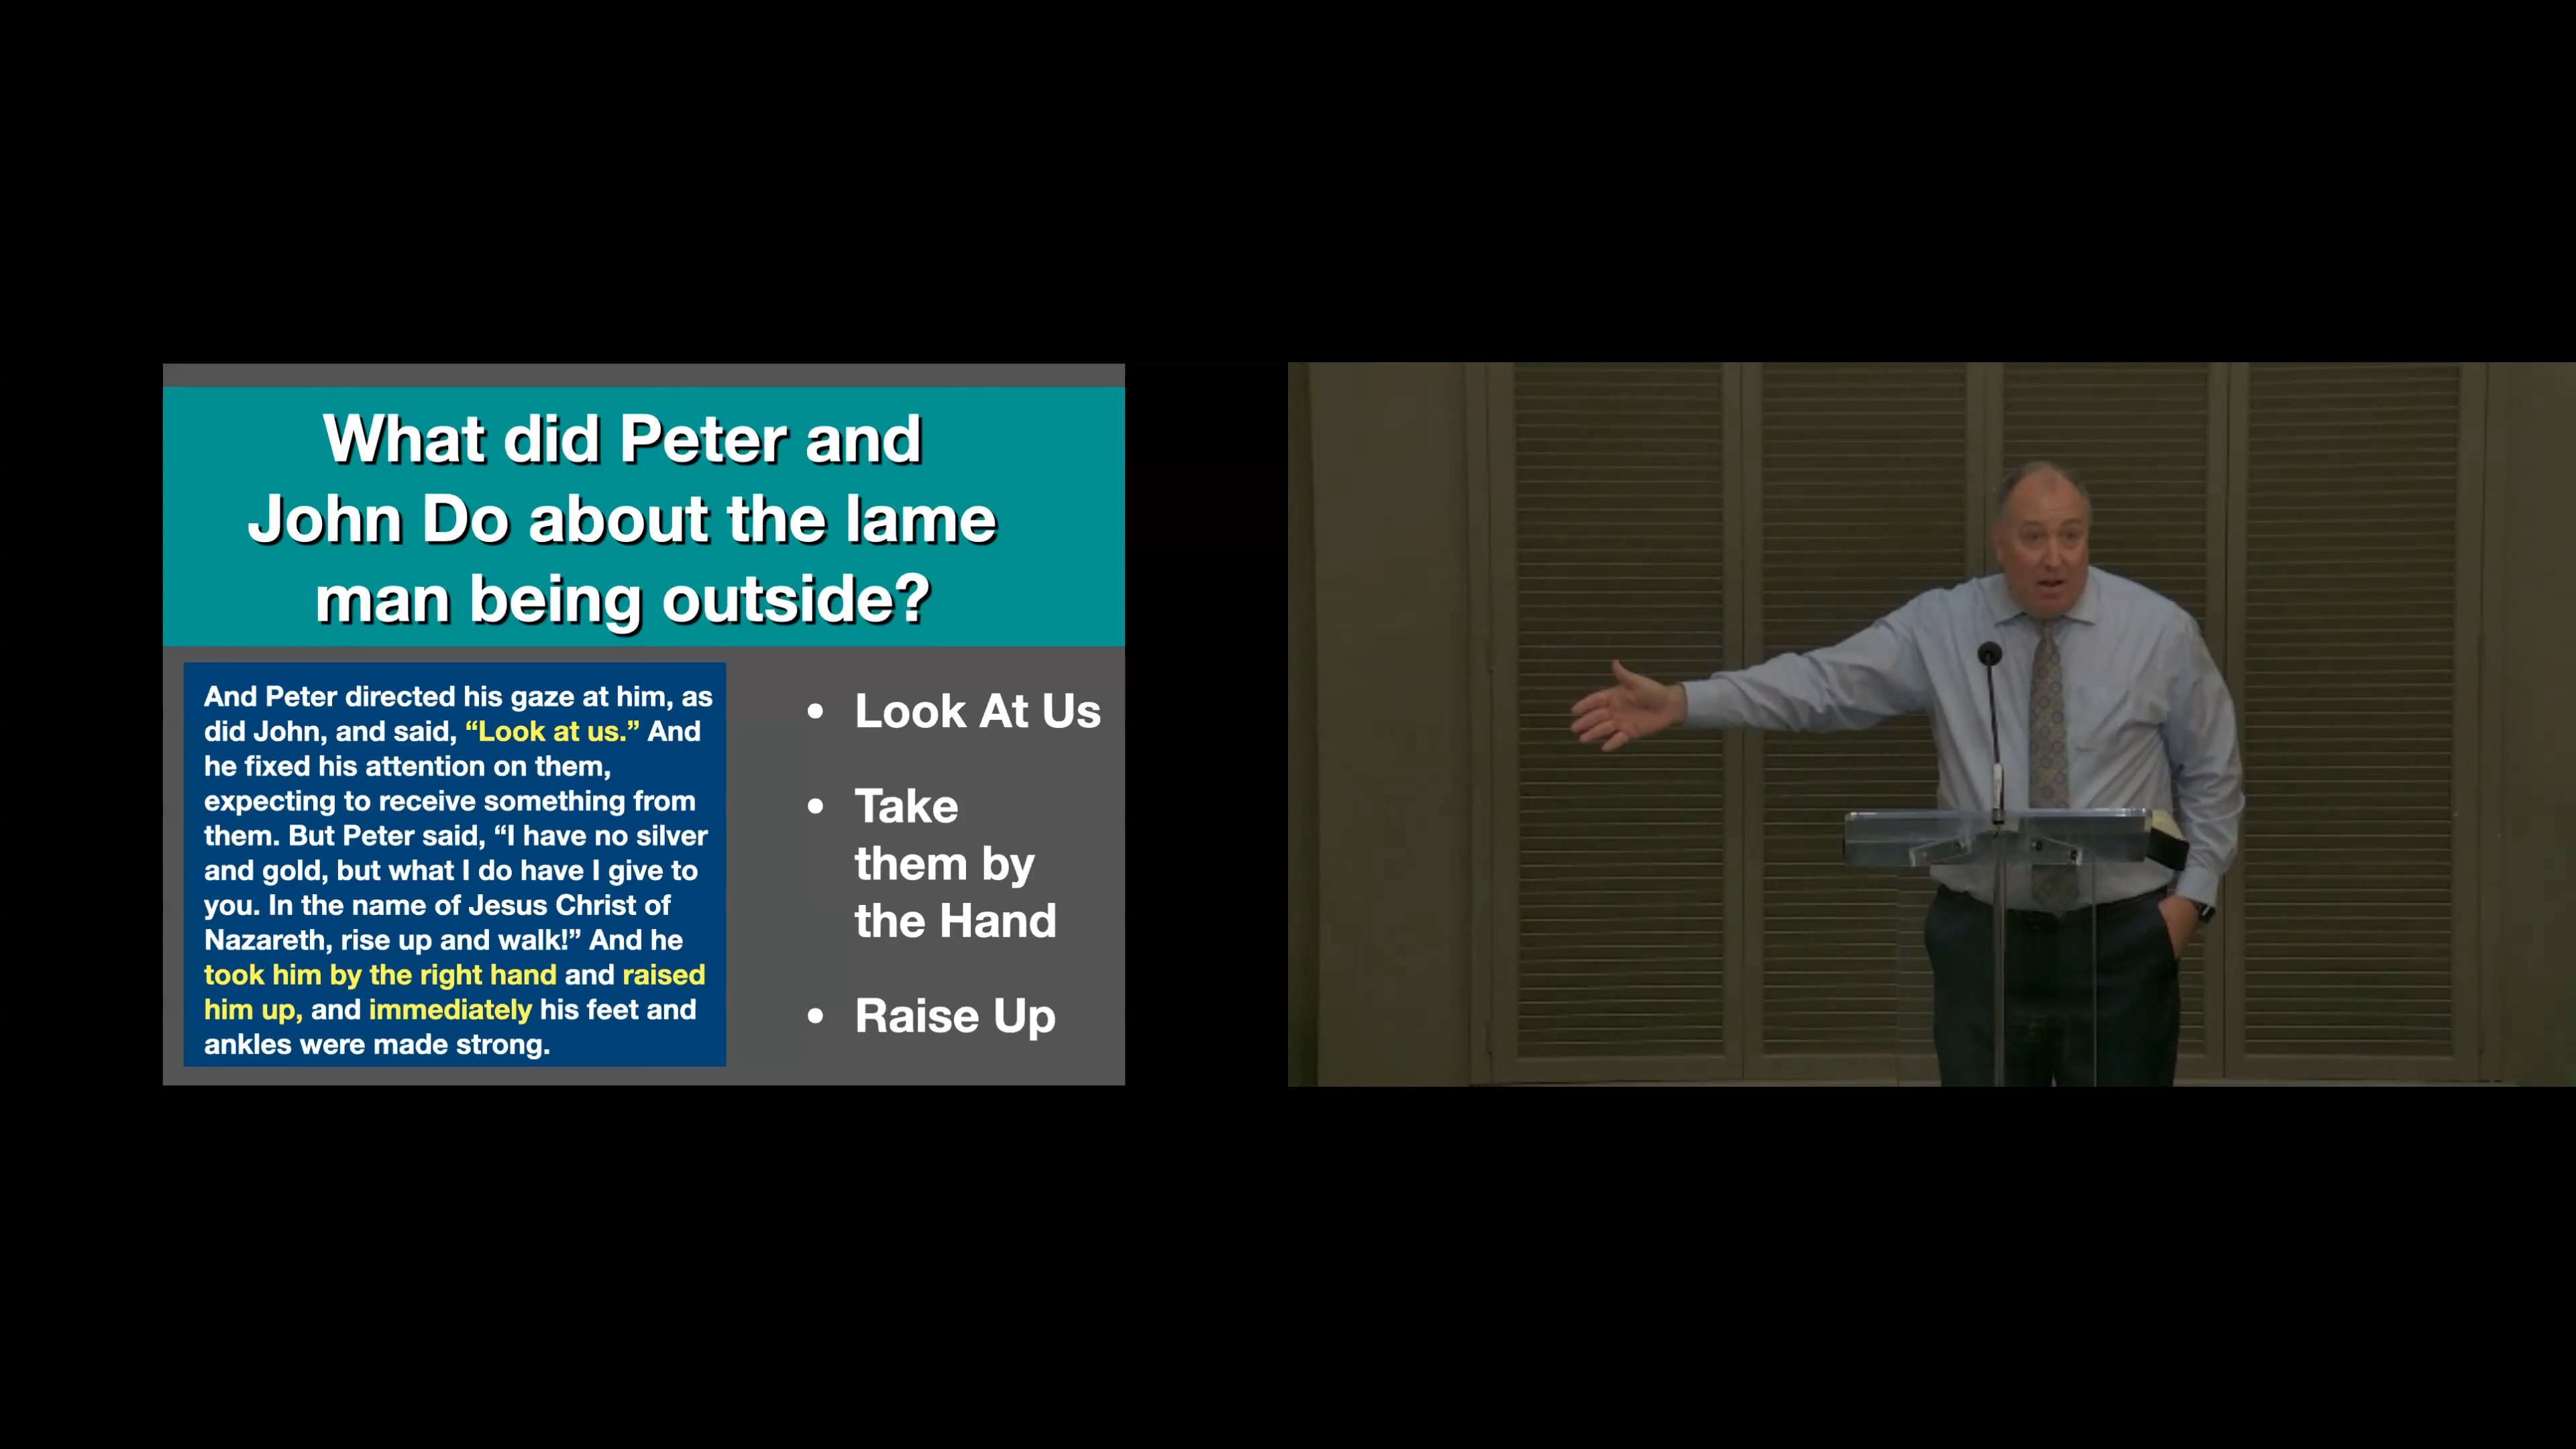 What did Peter and
John Do about the lame
man being outside?
And Peter directed his gaze at him, as
did John, and said, “Look at us.” And
he fixed his attention on them,
expecting to receive something from
them. But Peter said, “I have no silver
and gold, but what I do have I give to
you. In the name of Jesus Christ of
Nazareth, rise up and walk!” And he
took him by the right hand and raised
him up, and immediately his feet and
ankles were made strong.
• Look At Us
• Take
them by
the Hand
• Raise Up